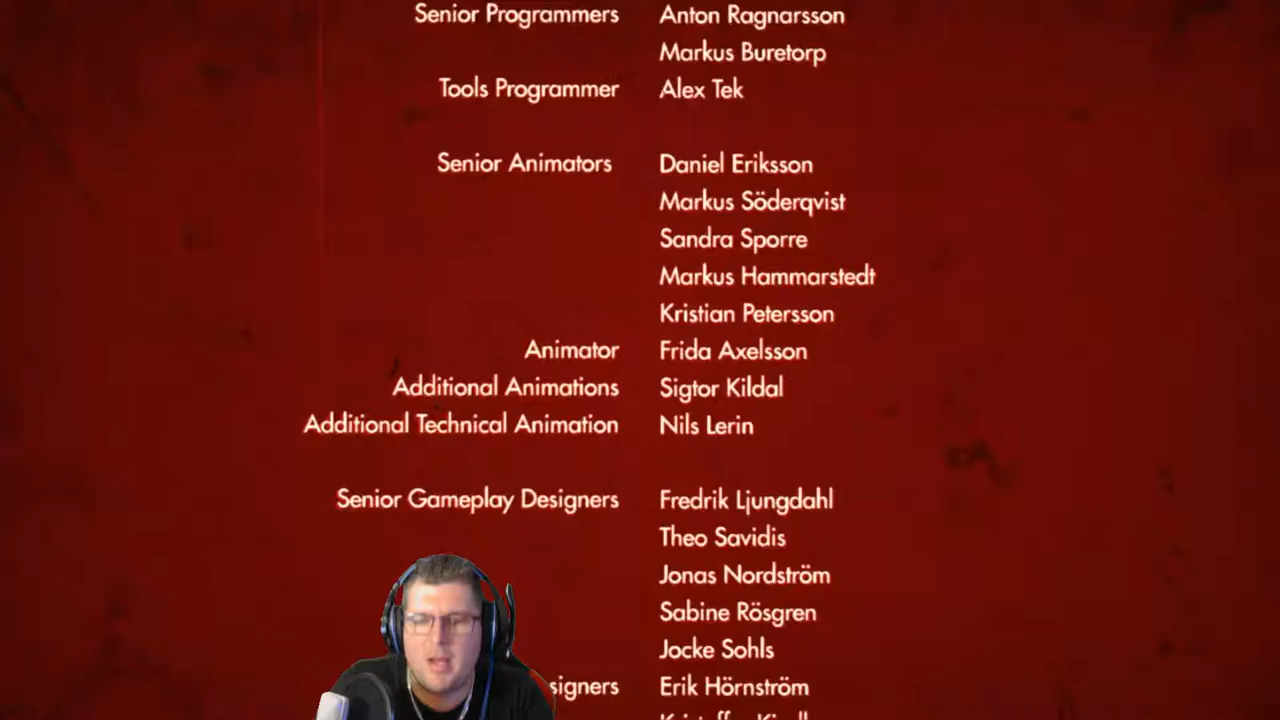 Senior Programmers Anton Ragnarsson
Markus Buretorp
Tools Programmer Alex Tek
Senior Animators Daniel Eriksson
Markus Söderqvist
Sandra Sporre
Markus Hammarstedt
Kristian Petersson
Animator Frida Axelsson
Additional Animations Sigtor Kildal
Additional Technical Animation Nils Lerin
Senior Gameplay Designers Fredrik Ljungdahl
Theo Savidis
Jonas Nordström
Sabine Rösgren
Jocke Sohls
signers Erik Hörnström